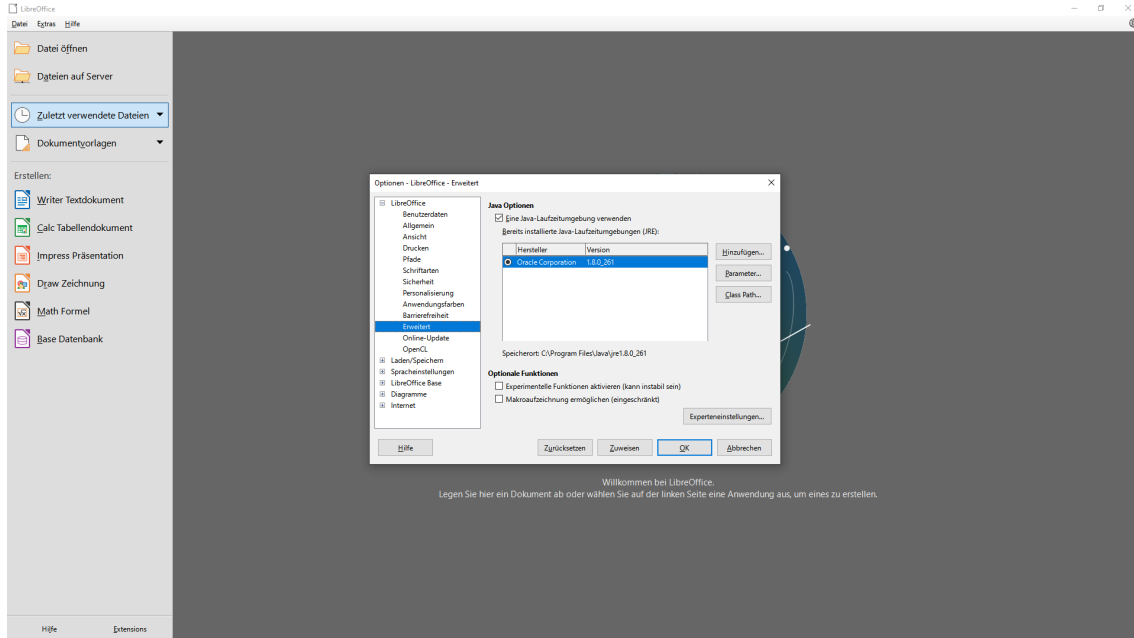 LibreOffice
Datei Extras Hilfe
Datei öffnen
Dateien auf Server
Zuletzt verwendete Dateien
Dokumentvorlagen
Erstellen:
Writer Textdokument
Calc Tabellendokument
Impress Präsentation
Draw Zeichnung
Math Formel
Base Datenbank
Hilfe Extensions
Optionen - LibreOffice - Erweitert
LibreOffice
Benutzerdaten
Allgemein
Ansicht
Drucken
Pfade
Schriftarten
Sicherheit
Personalisierung
Anwendungsfarben
Barrierefreiheit
Erweitert
Online-Update
OpenCL
Laden/Speichern
Spracheinstellungen
LibreOffice Base
Diagramme
Internet
Java Optionen
Eine Java-Laufzeitumgebung verwenden
Bereits installierte Java-Laufzeitumgebungen (JRE):
Hersteller Version
Oracle Corporation 1.8.0_261
Hinzufügen...
Parameter...
Class Path...
Speicherort: C:\Program Files\Java\jre1.8.0_261
Optionale Funktionen
Experimentelle Funktionen aktivieren (kann instabil sein)
Makroaufzeichnung ermöglichen (eingeschränkt)
Experteneinstellungen...
Hilfe Zurücksetzen Zuweisen OK Abbrechen
Willkommen bei LibreOffice.
Legen Sie hier ein Dokument ab oder wählen Sie auf der linken Seite eine Anwendung aus, um eines zu erstellen.